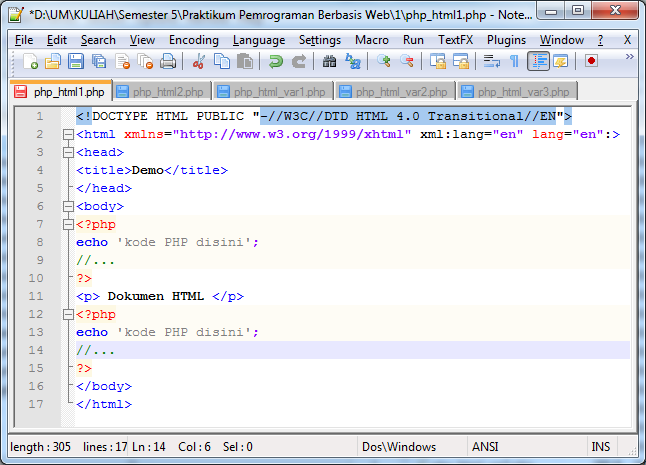 *D:\UM\KULIAH\Semester 5\Praktikum Pemrograman Berbasis Web\1\php_html1.php - Note...
File Edit Search View Encoding Language Settings Macro Run TextFX Plugins Window ? X
php_html1.php php_html2.php php_html_var1.php php_html_var2.php php_html_var3.php
1 <!DOCTYPE HTML PUBLIC "-//W3C//DTD HTML 4.0 Transitional//EN">
2 <html xmlns="http://www.w3.org/1999/xhtml" xml:lang="en" lang="en":>
3 <head>
4 <title>Demo</title>
5 </head>
6 <body>
7 <?php
8 echo 'kode PHP disini';
9 //...
10 ?>
11 <p> Dokumen HTML </p>
12 <?php
13 echo 'kode PHP disini';
14 //...
15 ?>
16 </body>
17 </html>
length : 305 lines : 17 Ln : 14 Col : 6 Sel : 0 Dos\Windows ANSI INS